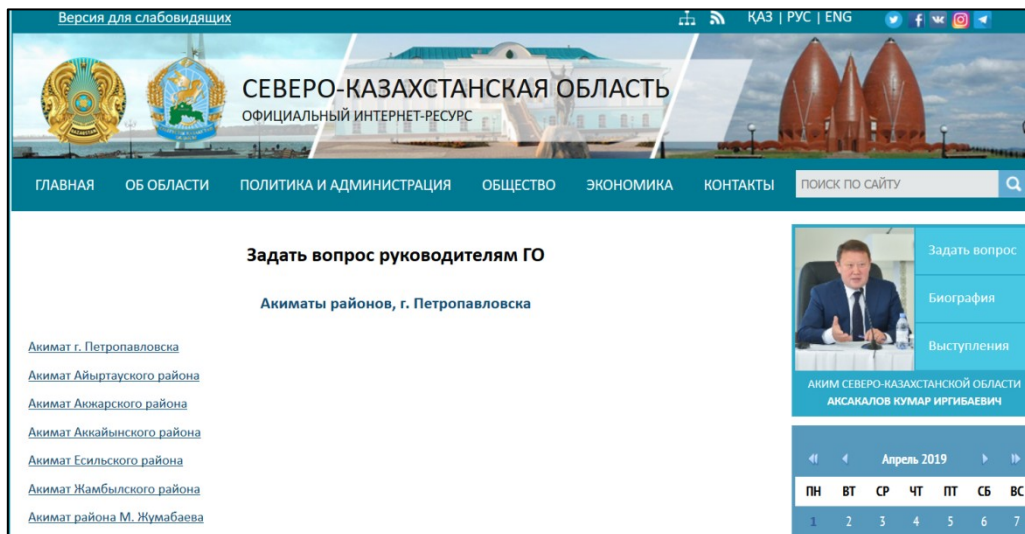 Версия для слабовидящих
ҚАЗ | РУС | ENG
СЕВЕРО-КАЗАХСТАНСКАЯ ОБЛАСТЬ
ОФИЦИАЛЬНЫЙ ИНТЕРНЕТ-РЕСУРС
ГЛАВНАЯ ОБ ОБЛАСТИ ПОЛИТИКА И АДМИНИСТРАЦИЯ ОБЩЕСТВО ЭКОНОМИКА КОНТАКТЫ ПОИСК ПО САЙТУ
Задать вопрос руководителям ГО
Акиматы районов, г. Петропавловска
Акимат г. Петропавловска
Акимат Айыртауского района
Акимат Акжарского района
Акимат Аккайынского района
Акимат Есильского района
Акимат Жамбылского района
Акимат района М. Жумабаева
Задать вопрос
Биография
Выступления
АКИМ СЕВЕРО-КАЗАХСТАНСКОЙ ОБЛАСТИ
АКСАКАЛОВ КУМАР ИРГИБАЕВИЧ
Апрель 2019
ПН ВТ СР ЧТ ПТ СБ ВС
1 2 3 4 5 6 7